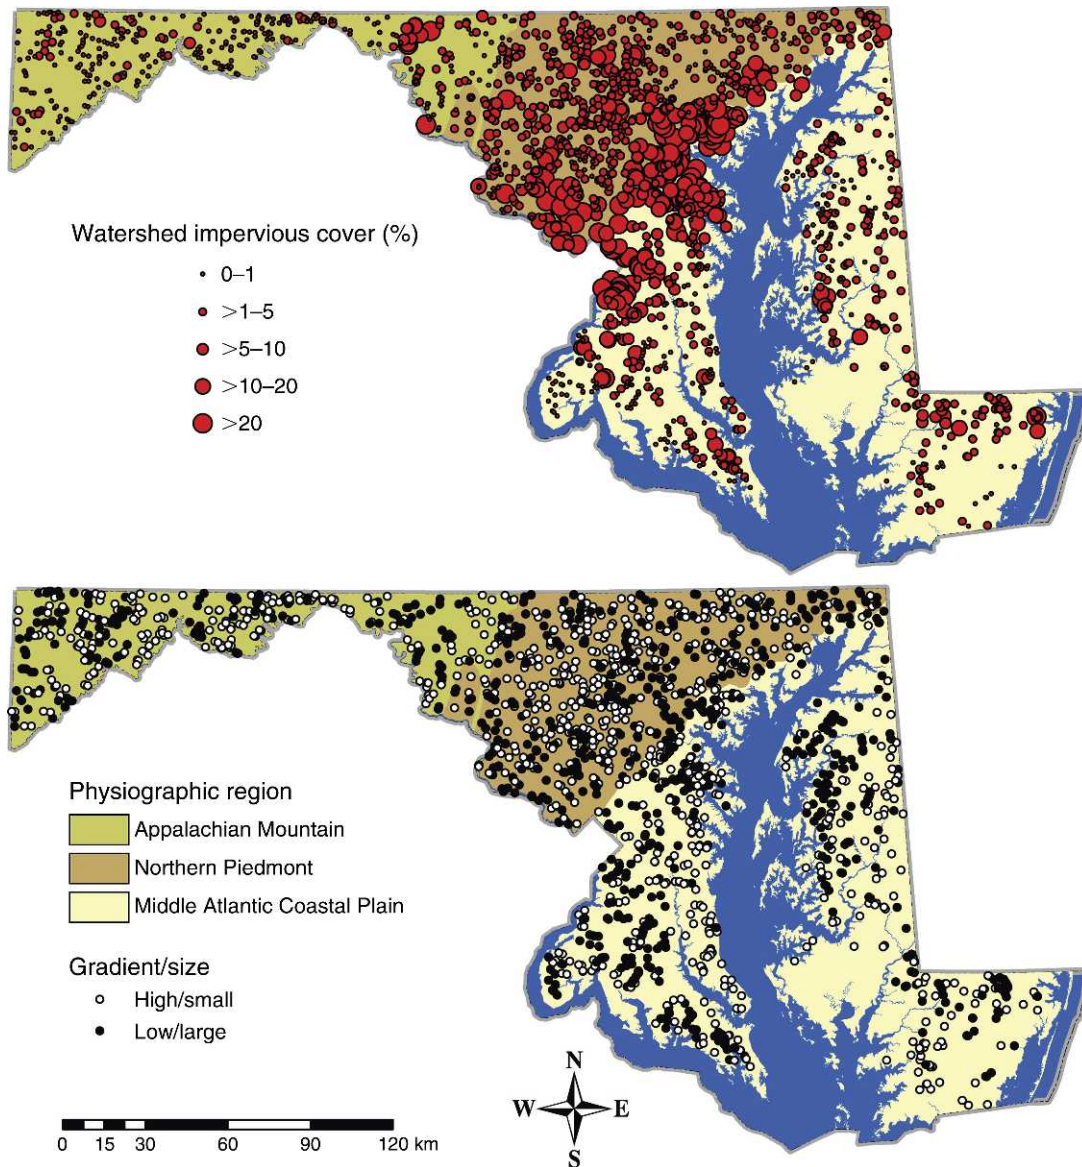 Watershed impervious cover (%)
0–1
>1–5
>5–10
>10–20
>20
Physiographic region
Appalachian Mountain
Northern Piedmont
Middle Atlantic Coastal Plain
Gradient/size
High/small
Low/large
N
W E
S
0 15 30 60 90 120 km